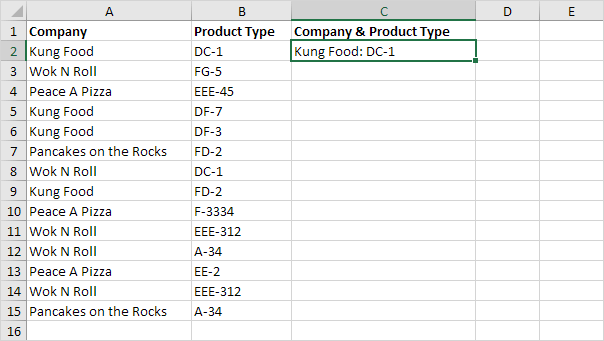 A B C D E
1 Company Product Type Company & Product Type
2 Kung Food DC-1 Kung Food: DC-1
3 Wok N Roll FG-5
4 Peace A Pizza EEE-45
5 Kung Food DF-7
6 Kung Food DF-3
7 Pancakes on the Rocks FD-2
8 Wok N Roll DC-1
9 Kung Food FD-2
10 Peace A Pizza F-3334
11 Wok N Roll EEE-312
12 Wok N Roll A-34
13 Peace A Pizza EE-2
14 Wok N Roll EEE-312
15 Pancakes on the Rocks A-34
16